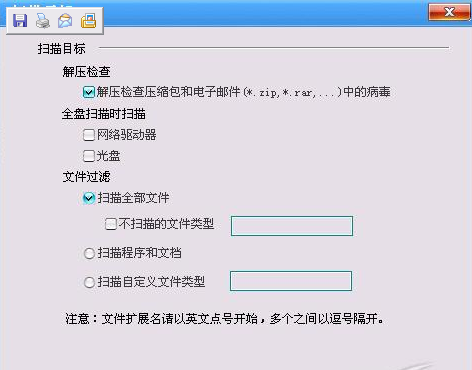 扫描目标
解压检查
解压检查压缩包和电子邮件(*.zip,*.rar,...)中的病毒
全盘扫描时扫描
网络驱动器
光盘
文件过滤
扫描全部文件
不扫描的文件类型
扫描程序和文档
扫描自定义文件类型
注意：文件扩展名请以英文点号开始，多个之间以逗号隔开。